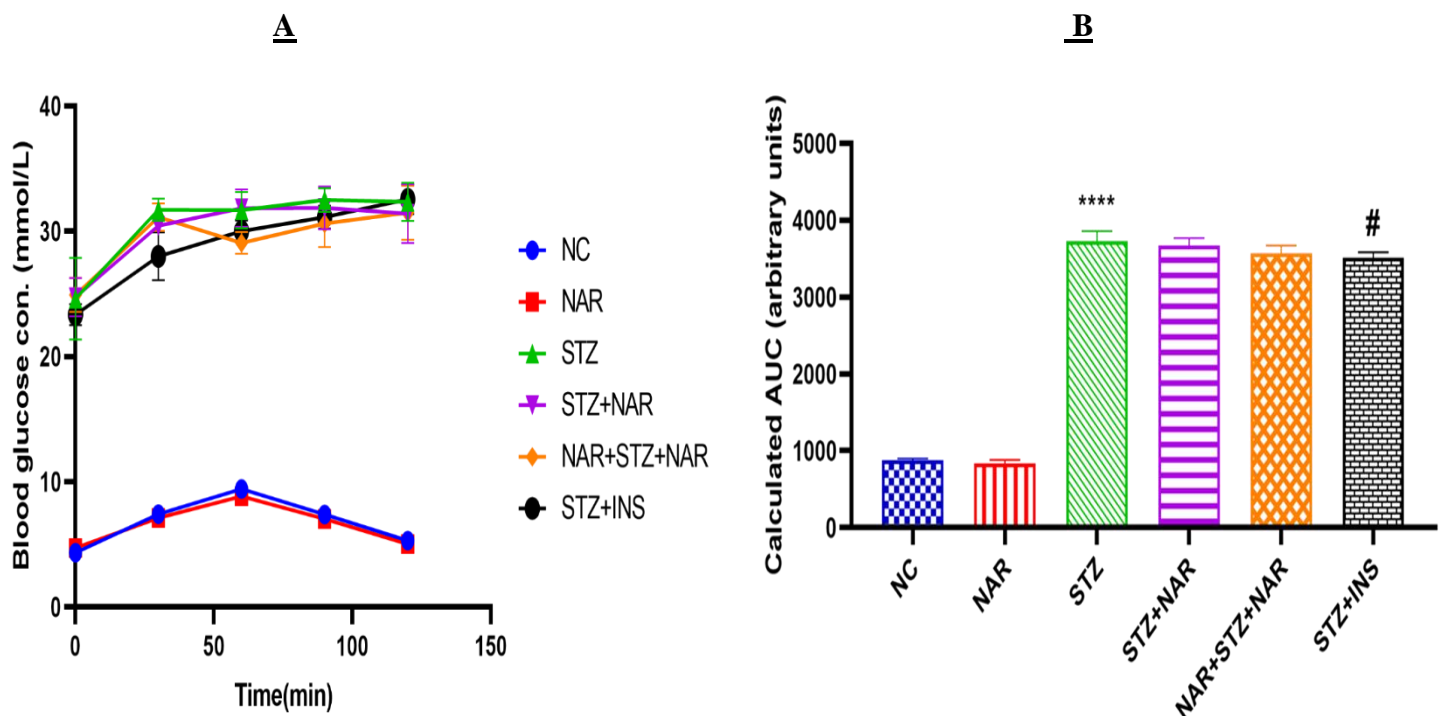 A
B
Blood glucose con. (mmol/L)
40
30
20
10
0
0
50
100
150
Time(min)
NC
NAR
STZ
STZ+NAR
NAR+STZ+NAR
STZ+INS
Calculated AUC (arbitrary units)
5000
4000
3000
2000
1000
0
****
#
NC
NAR
STZ
STZ+NAR
NAR+STZ+NAR
STZ+INS